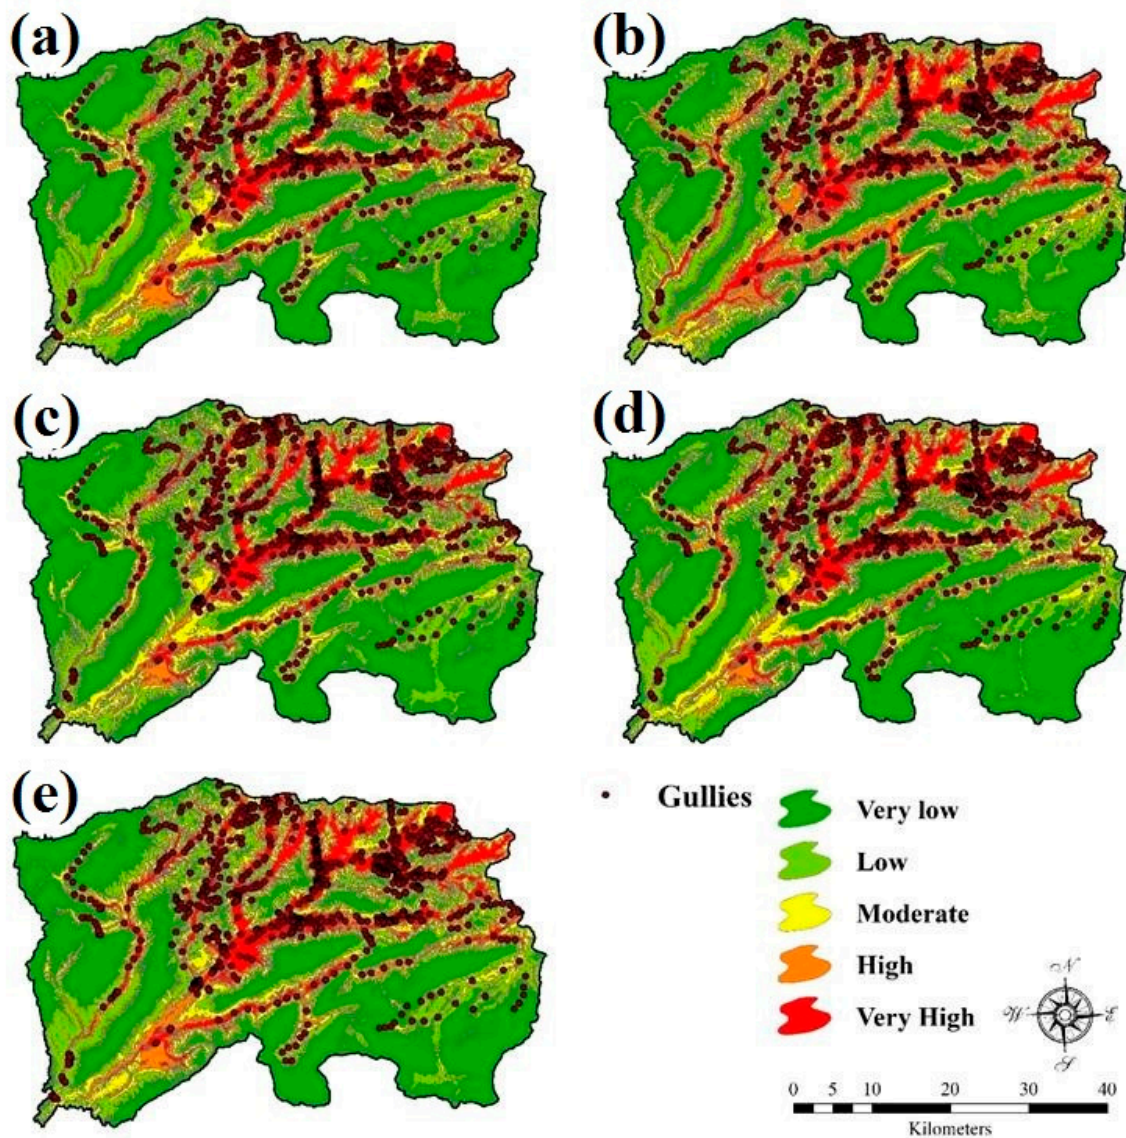 (a)
(b)
(c)
(d)
(e)
Gullies
Very low
Low
Moderate
High
Very High
N
W
E
S
0 5 10 20 30 40
Kilometers